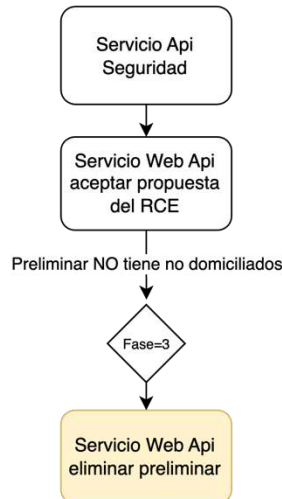 Servicio Api
Seguridad
Servicio Web Api
aceptar propuesta
del RCE
Preliminar NO tiene no domiciliados
Fase=3
Servicio Web Api
eliminar preliminar